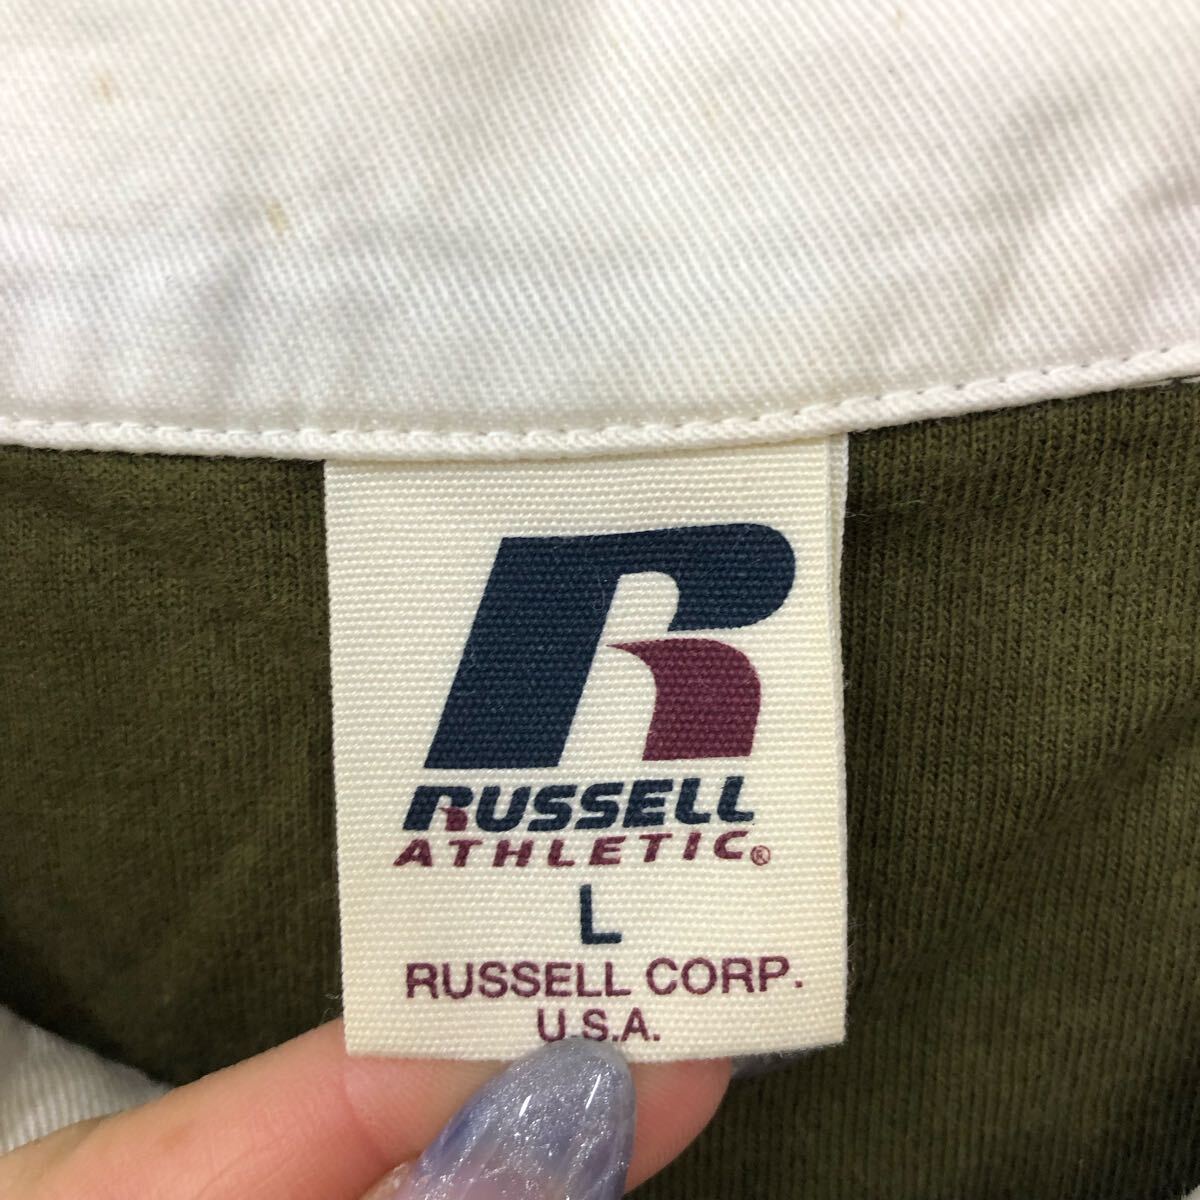 R
RUSSELL
ATHLETIC®
L
RUSSELL CORP.
U.S.A.